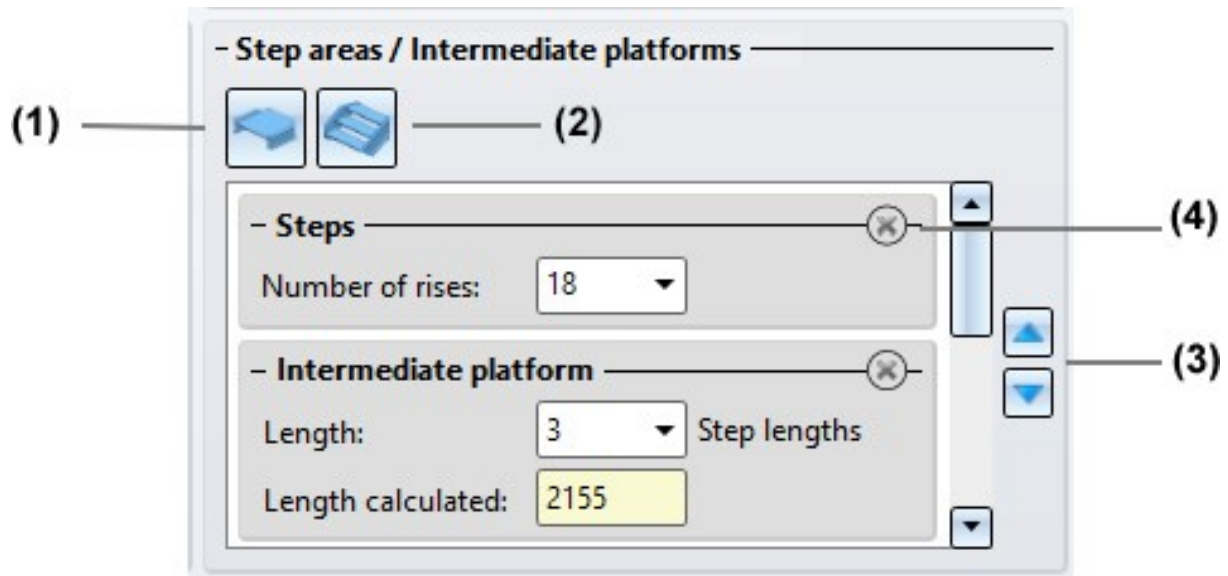 Step areas / Intermediate platforms
(1) (2)
Steps (4)
Number of rises: 18
Intermediate platform (3)
Length: 3 Step lengths
Length calculated: 2155